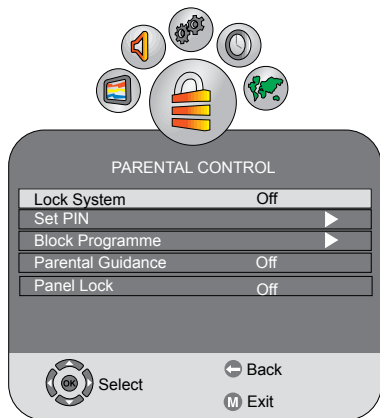 PARENTAL CONTROL
Lock System Off
Set PIN
Block Programme
Parental Guidance Off
Panel Lock Off
OK Select
Back
M Exit